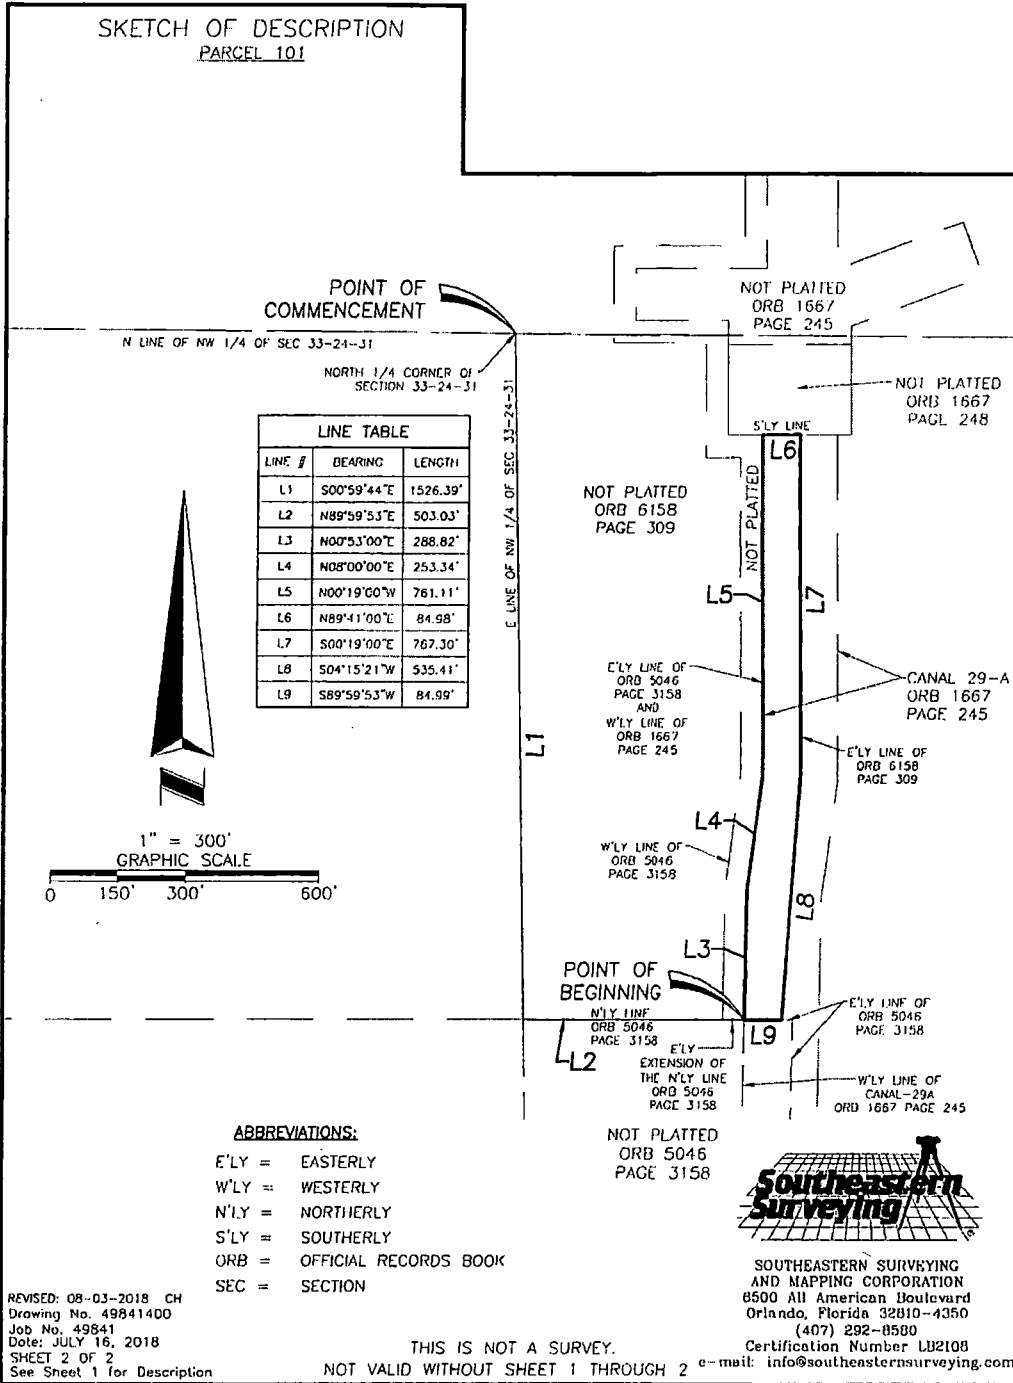 SKETCH OF DESCRIPTION
PARCEL 101
POINT OF
COMMENCEMENT
N LINE OF NW 1/4 OF SEC 33-24-31
NORTH 1/4 CORNER OF
SECTION 33-24-31
NOT PLATTED
ORB 1667
PAGE 245
NOT PLATTED
ORB 1667
PAGE 248
LINE TABLE
LINE # BEARING LENGTH
L1 S00°59'44"E 1526.39'
L2 N89°59'53"E 503.03'
L3 N00°53'00"E 288.82'
L4 N08°00'00"E 253.34'
L5 N00°19'00"W 761.11'
L6 N89°41'00"E 84.98'
L7 S00°19'00"E 767.30'
L8 S04°15'21"W 535.41'
L9 S89°59'53"W 84.99'
E LINE OF NW 1/4 OF SEC 33-24-31
S'LY LINE
L6
NOT PLATTED
ORB 6158
PAGE 309
NOT PLATTED
L5
L7
E'LY LINE OF
ORB 5046
PAGE 3158
AND
W'LY LINE OF
ORB 1667
PAGE 245
CANAL 29-A
ORB 1667
PAGE 245
L1
E'LY LINE OF
ORB 6158
PAGE 309
L4
W'LY LINE OF
ORB 5046
PAGE 3158
1" = 300'
GRAPHIC SCALE
0 150' 300' 600'
L8
L3
POINT OF
BEGINNING
N'LY LINE
ORB 5046
PAGE 3158
L2
L9
E'LY LINE OF
ORB 5046
PAGE 3158
E'LY
EXTENSION OF
THE N'LY LINE
ORB 5046
PAGE 3158
W'LY LINE OF
CANAL-29A
ORB 1667 PAGE 245
NOT PLATTED
ORB 5046
PAGE 3158
ABBREVIATIONS:
E'LY = EASTERLY
W'LY = WESTERLY
N'LY = NORTHERLY
S'LY = SOUTHERLY
ORB = OFFICIAL RECORDS BOOK
SEC = SECTION
Southeastern
Surveying
SOUTHEASTERN SURVEYING
AND MAPPING CORPORATION
6500 All American Boulevard
Orlando, Florida 32810-4350
(407) 292-8580
Certification Number LB2108
e-mail: info@southeasternsurveying.com
REVISED: 08-03-2018 CH
Drawing No. 49841400
Job No. 49841
Date: JULY 16, 2018
SHEET 2 OF 2
See Sheet 1 for Description
THIS IS NOT A SURVEY.
NOT VALID WITHOUT SHEET 1 THROUGH 2